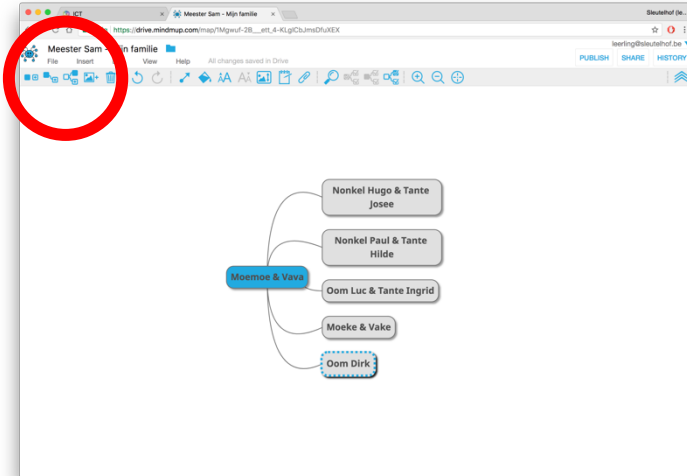 ICT
Meester Sam - Mijn familie
Sleutelhof (le...
https://drive.mindmup.com/map/1Mgwuf-2B__ett_4-KLgICbJmsDfuXEX
Meester Sam - Mijn familie
leerling@sleutelhof.be
File Insert View Help All changes saved in Drive
PUBLISH SHARE HISTORY
Nonkel Hugo & Tante
Josee
Nonkel Paul & Tante
Hilde
Moemoe & Vava
Oom Luc & Tante Ingrid
Moeke & Vake
Oom Dirk